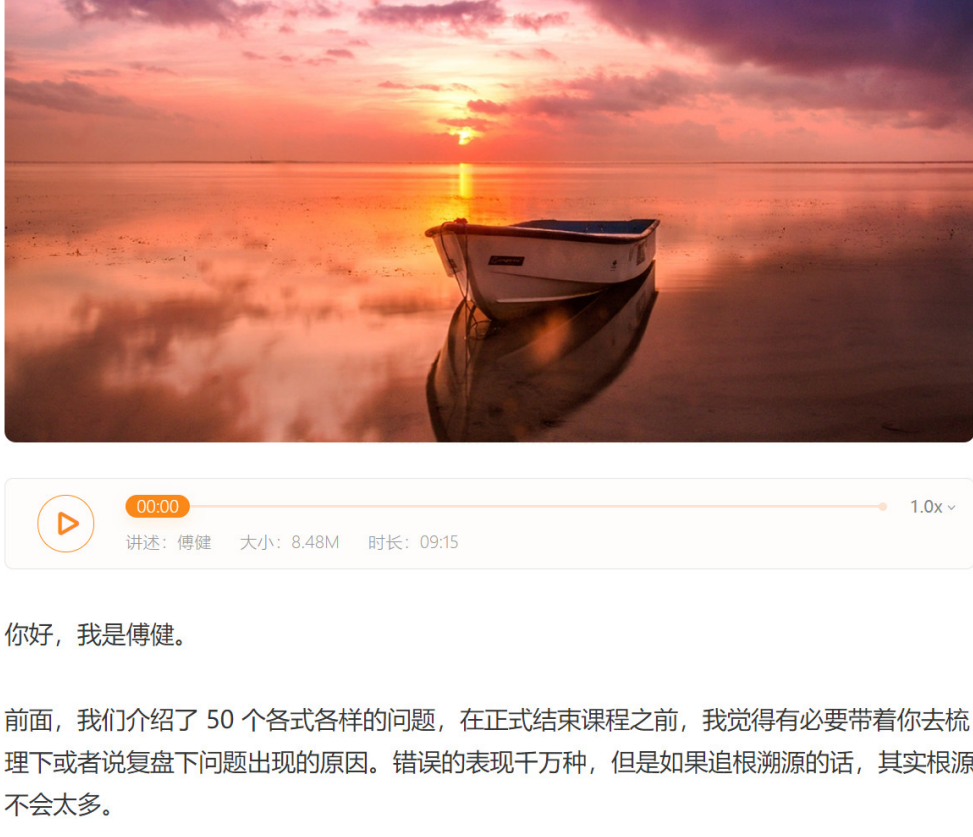 00:00
1.0x
讲述：傅健 大小：8.48M 时长：09:15
你好，我是傅健。
前面，我们介绍了 50 个各式各样的问题，在正式结束课程之前，我觉得有必要带着你去梳
理下或者说复盘下问题出现的原因。错误的表现千万种，但是如果追根溯源的话，其实根源
不会太多。